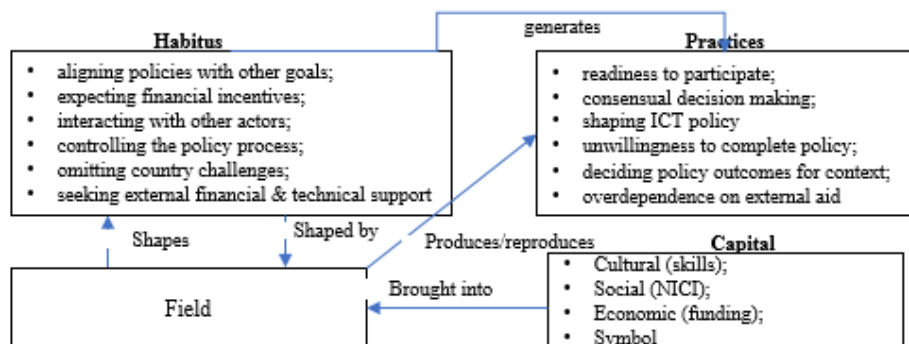 generates
Habitus
• aligning policies with other goals;
• expecting financial incentives;
• interacting with other actors;
• controlling the policy process;
• omitting country challenges;
• seeking external financial & technical support
Practices
• readiness to participate;
• consensual decision making;
• shaping ICT policy
• unwillingness to complete policy;
• deciding policy outcomes for context;
• overdependence on external aid
Shapes
Shaped by
Produces/reproduces
Field
Brought into
Capital
• Cultural (skills);
• Social (NICI);
• Economic (funding);
• Symbol